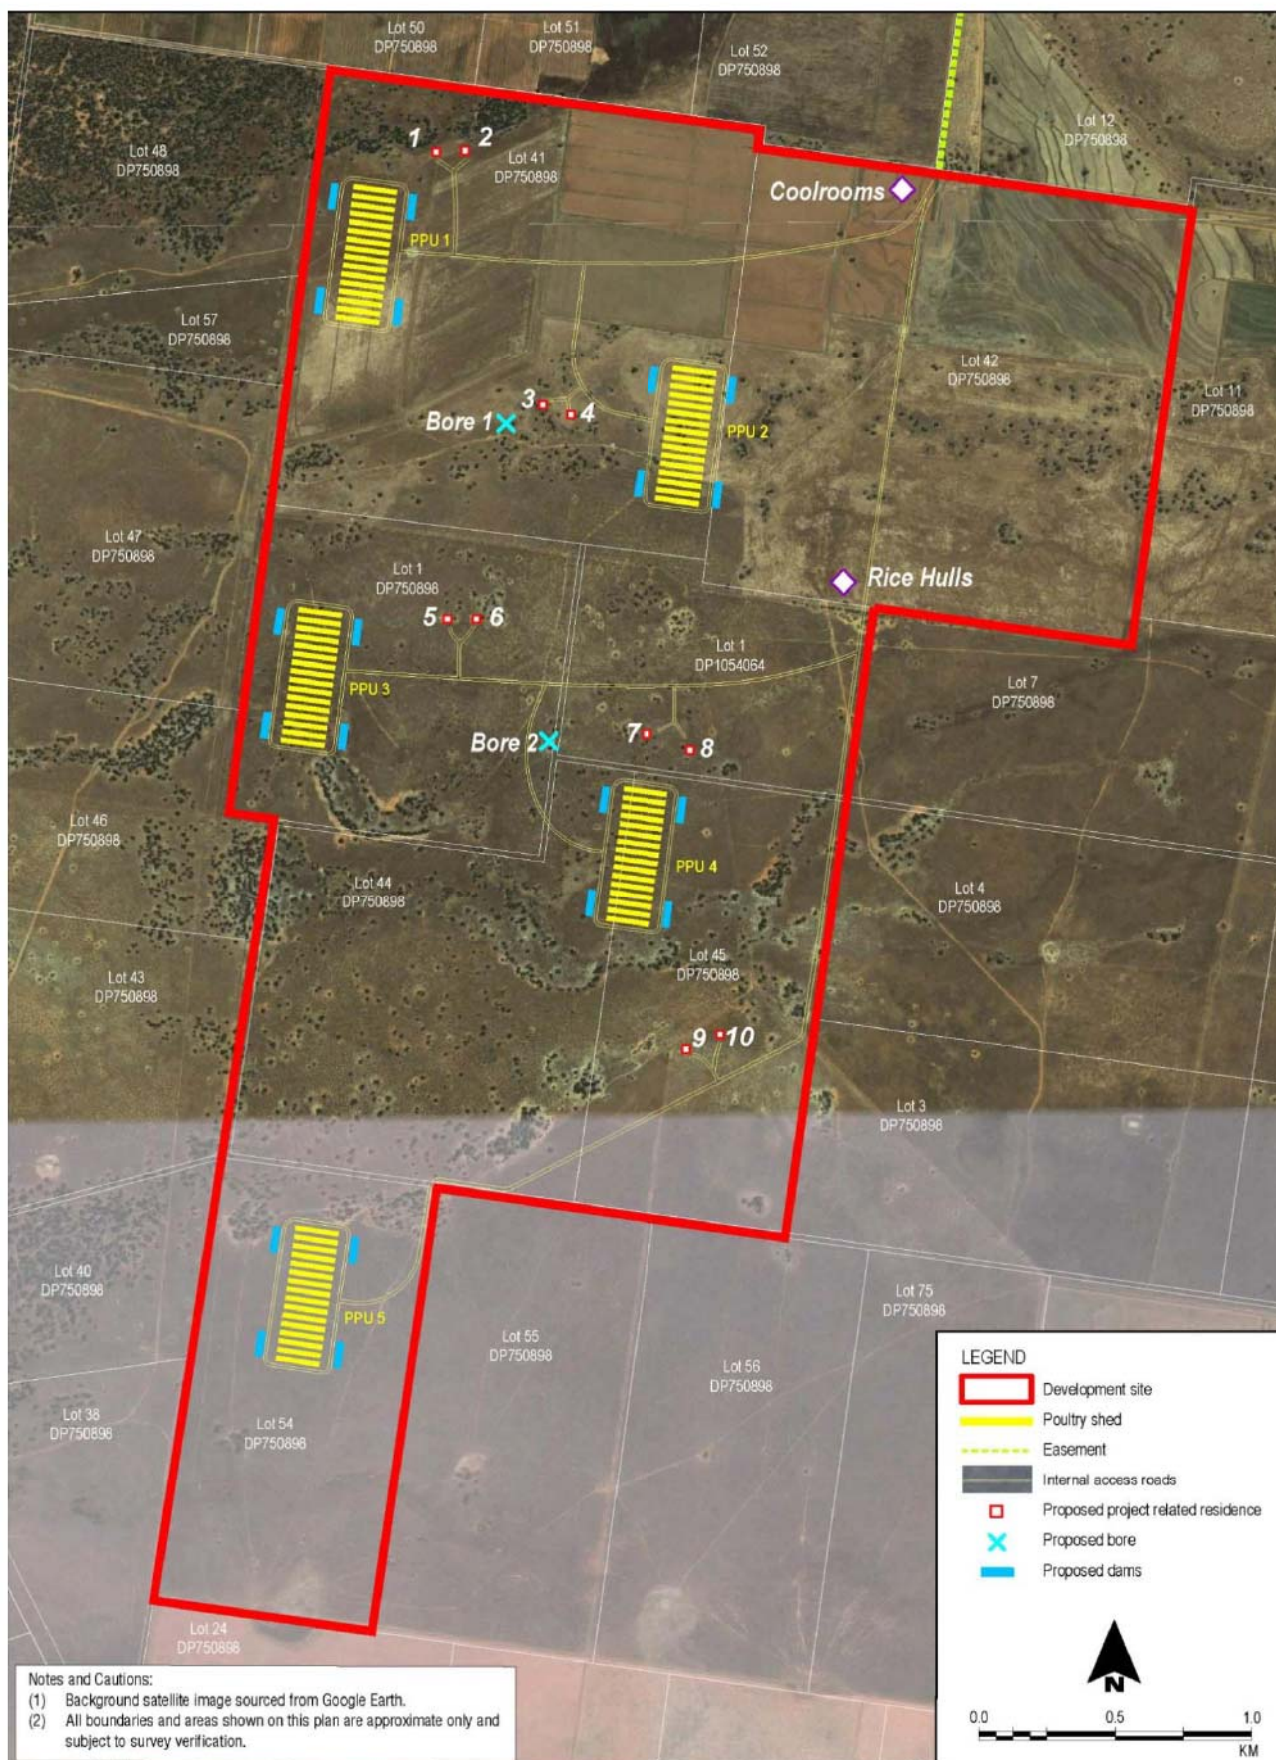 Lot 50
DP750898
Lot 51
DP750898
Lot 52
DP750898
Lot 12
DP750898
Lot 48
DP750898
1
2
Lot 41
DP750898
Coolrooms
PPU 1
Lot 57
DP750898
Lot 42
DP750898
Lot 11
DP750898
3
4
Bore 1
PPU 2
Lot 47
DP750898
Lot 1
DP750898
Rice Hulls
5
6
Lot 1
DP1054064
Lot 7
DP750898
PPU 3
7
8
Bore 2
Lot 46
DP750898
PPU 4
Lot 44
DP750898
Lot 4
DP750898
Lot 45
DP750898
Lot 43
DP750898
9
10
Lot 3
DP750898
Lot 40
DP750898
Lot 75
DP750898
PPU 5
Lot 55
DP750898
Lot 56
DP750898
Lot 38
DP750898
Lot 54
DP750898
Lot 24
DP750898
LEGEND
Development site
Poultry shed
Easement
Internal access roads
Proposed project related residence
Proposed bore
Proposed dams
N
0.0 0.5 1.0
KM
Notes and Cautions:
(1) Background satellite image sourced from Google Earth.
(2) All boundaries and areas shown on this plan are approximate only and
subject to survey verification.